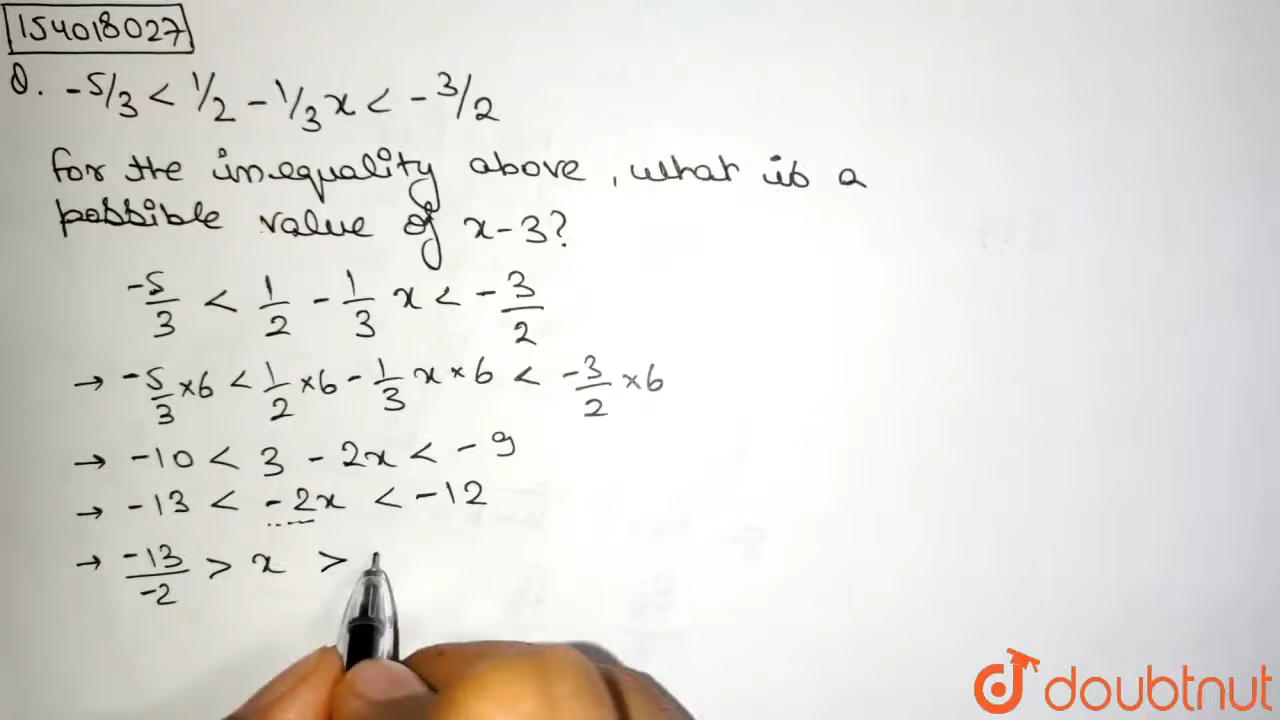 154018027
Q. -5/3 < 1/2 - 1/3 x < - 3/2
for the inequality above, what is a
possible value of x-3?
-5/3 < 1/2 - 1/3 x < - 3/2
→ -5/3 ×6 < 1/2 ×6 - 1/3 x × 6 < -3/2 ×6
→ -10 < 3 - 2x < -9
→ -13 < -2x < -12
→ -13/-2 > x >
doubtnut